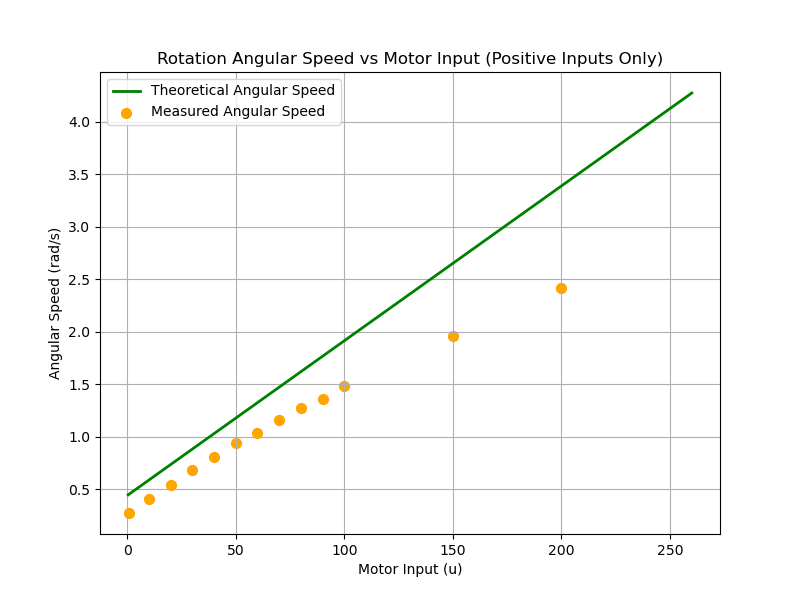 Rotation Angular Speed vs Motor Input (Positive Inputs Only)
Theoretical Angular Speed
Measured Angular Speed
Angular Speed (rad/s)
4.0
3.5
3.0
2.5
2.0
1.5
1.0
0.5
0 50 100 150 200 250
Motor Input (u)